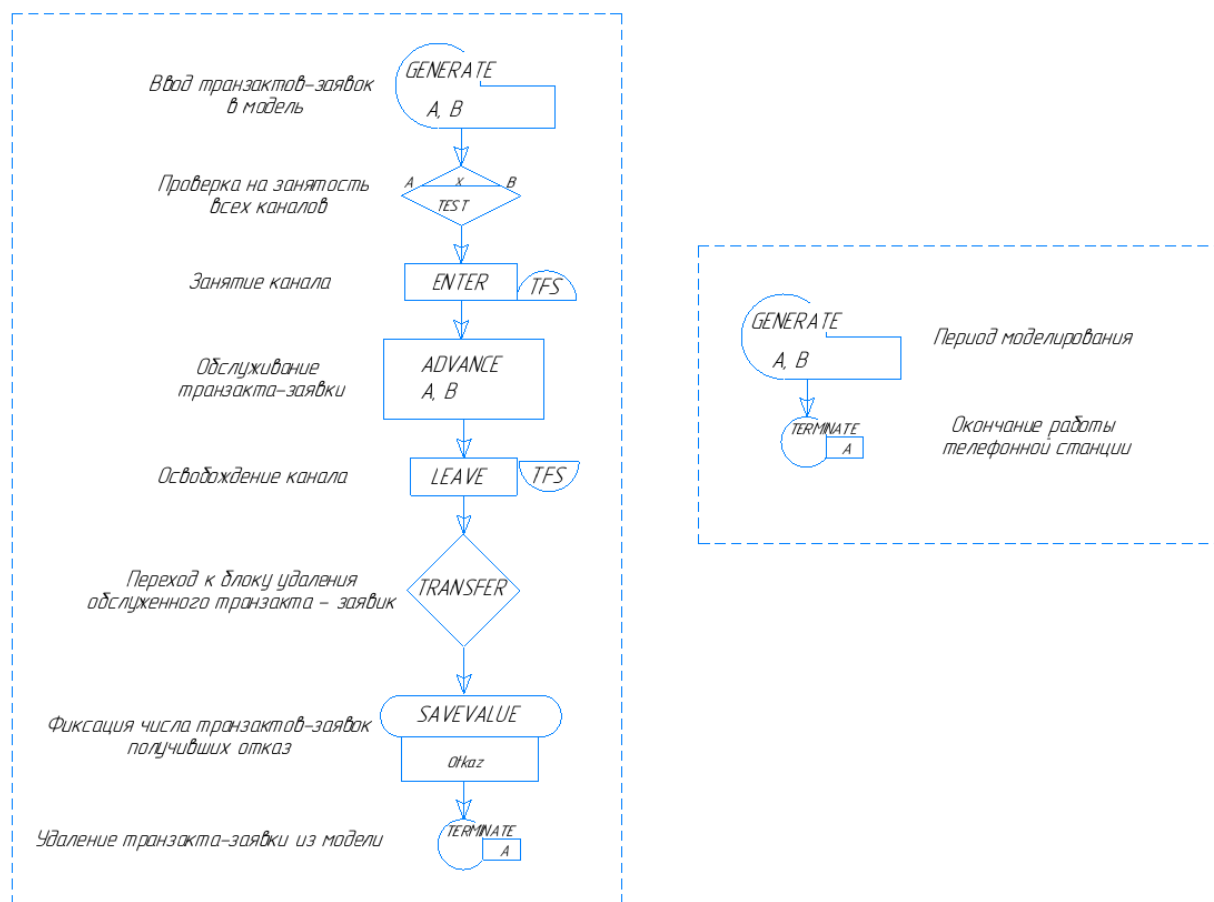 Ввод транзактов-заявок
в модель
GENERATE
A, B
Проверка на занятость
всех каналов
A
X
B
TEST
Занятие канала
ENTER
TFS
Обслуживание
транзакта-заявки
ADVANCE
A, B
Освобождение канала
LEAVE
TFS
Переход к блоку удаления
обслуженного транзакта - заявик
TRANSFER
Фиксация числа транзактов-заявок
получивших отказ
SAVEVALUE
Otkaz
Удаление транзакта-заявки из модели
TERMINATE
A
GENERATE
A, B
Период моделирования
TERMINATE
A
Окончание работы
телефонной станции